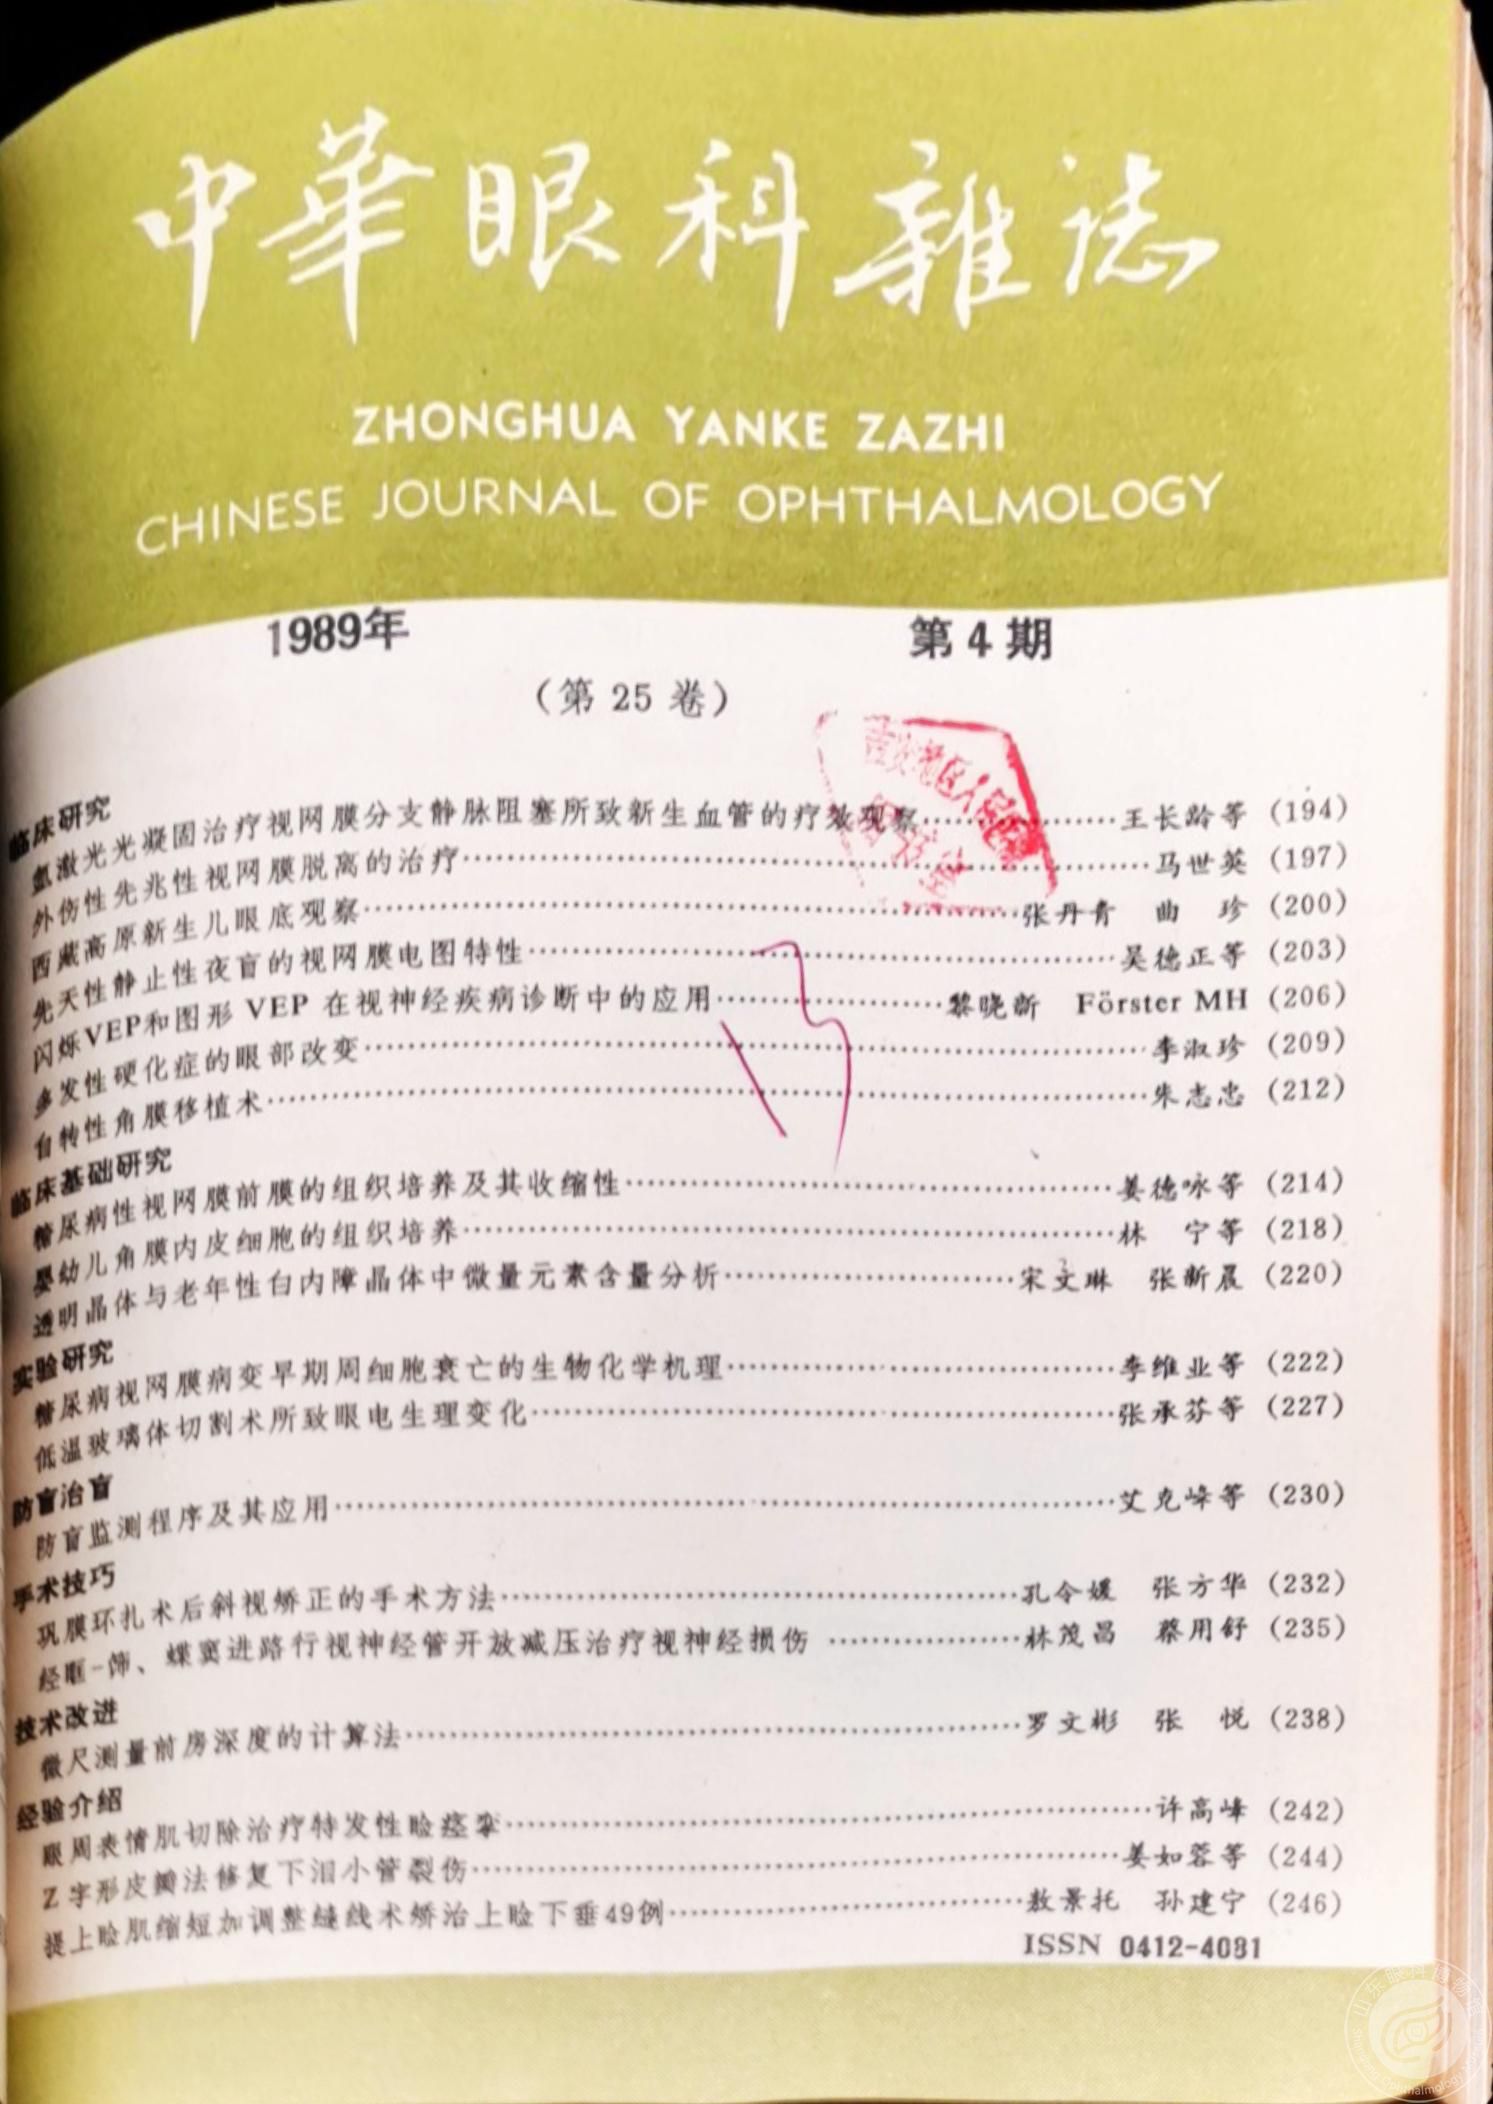 中華眼科雜誌
ZHONGHUA YANKE ZAZHI
CHINESE JOURNAL OF OPHTHALMOLOGY
1989年 第4期
（第 25 卷）
临床研究
氩激光光凝固治疗视网膜分支静脉阻塞所致新生血管的疗效观察……王长龄等 (194)
外伤性先兆性视网膜脱离的治疗……马世英 (197)
西藏高原新生儿眼底观察……张丹青 曲 珍 (200)
先天性静止性夜盲的视网膜电图特性……吴德正等 (203)
闪烁VEP和图形 VEP 在视神经疾病诊断中的应用……黎晓新 Förster MH (206)
多发性硬化症的眼部改变……李淑珍 (209)
自转性角膜移植术……朱志忠 (212)
临床基础研究
糖尿病性视网膜前膜的组织培养及其收缩性……姜德咏等 (214)
婴幼儿角膜内皮细胞的组织培养……林 宁等 (218)
透明晶体与老年性白内障晶体中微量元素含量分析……宋文琳 张新晨 (220)
实验研究
糖尿病视网膜病变早期周细胞衰亡的生物化学机理……李维业等 (222)
低温玻璃体切割术所致眼电生理变化……张承芬等 (227)
防盲治盲
防盲监测程序及其应用……艾克峰等 (230)
手术技巧
巩膜环扎术后斜视矫正的手术方法……孔令媛 张方华 (232)
经眶-筛、蝶窦进路行视神经管开放减压治疗视神经损伤……林茂昌 蔡用舒 (235)
技术改进
微尺测量前房深度的计算法……罗文彬 张 悦 (238)
经验介绍
眼周表情肌切除治疗特发性睑痉挛……许高峰 (242)
Z字形皮瓣法修复下泪小管裂伤……姜如蓉等 (244)
提上睑肌缩短加调整缝线术矫治上睑下垂49例……敖景托 孙建宁 (246)
ISSN 0412-4081